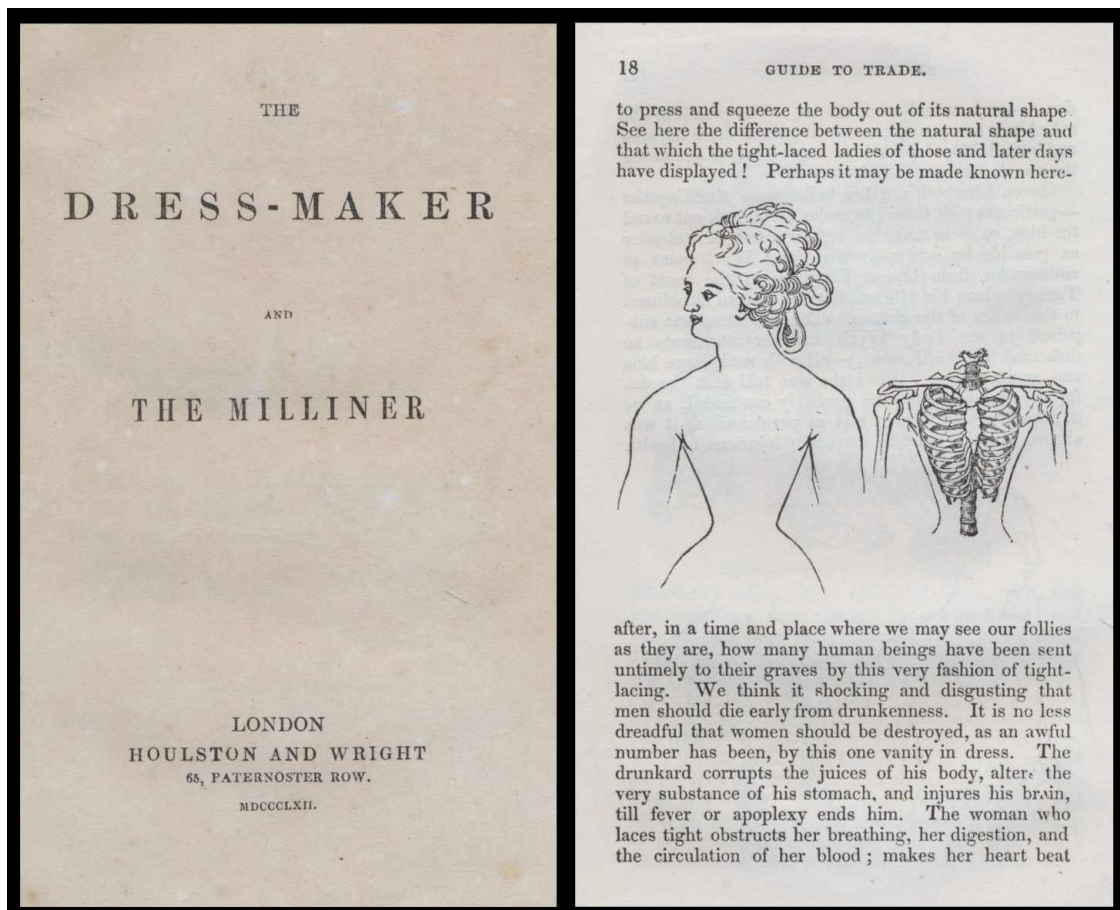 THE
DRESS-MAKER
AND
THE MILLINER
LONDON
HOULSTON AND WRIGHT
65, PATERNOSTER ROW.
MDCCCLXII.
18 GUIDE TO TRADE.
to press and squeeze the body out of its natural shape
See here the difference between the natural shape and
that which the tight-laced ladies of those and later days
have displayed ! Perhaps it may be made known here-
after, in a time and place where we may see our follies
as they are, how many human beings have been sent
untimely to their graves by this very fashion of tight-
lacing. We think it shocking and disgusting that
men should die early from drunkenness. It is no less
dreadful that women should be destroyed, as an awful
number has been, by this one vanity in dress. The
drunkard corrupts the juices of his body, alters the
very substance of his stomach, and injures his brain,
till fever or apoplexy ends him. The woman who
laces tight obstructs her breathing, her digestion, and
the circulation of her blood ; makes her heart beat